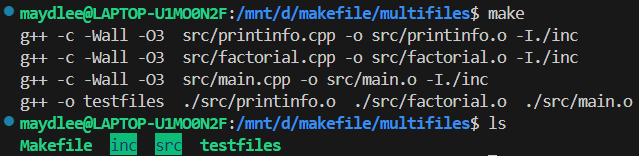 maydlee@LAPTOP-U1MO0N2F:/mnt/d/makefile/multifiles$ make
g++ -c -Wall -O3  src/printinfo.cpp -o src/printinfo.o -I./inc
g++ -c -Wall -O3  src/factorial.cpp -o src/factorial.o -I./inc
g++ -c -Wall -O3  src/main.cpp -o src/main.o -I./inc
g++ -o testfiles  ./src/printinfo.o  ./src/factorial.o  ./src/main.o
maydlee@LAPTOP-U1MO0N2F:/mnt/d/makefile/multifiles$ ls
Makefile  inc  src  testfiles